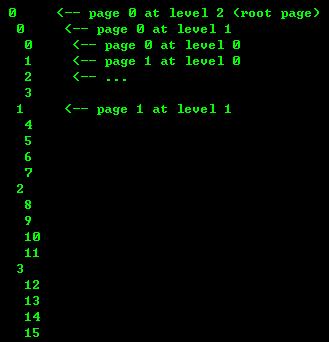 0 <-- page 0 at level 2 (root page)
0 <-- page 0 at level 1
0 <-- page 0 at level 0
1 <-- page 1 at level 0
2 <-- ...
3
1 <-- page 1 at level 1
4
5
6
7
2
8
9
10
11
3
12
13
14
15